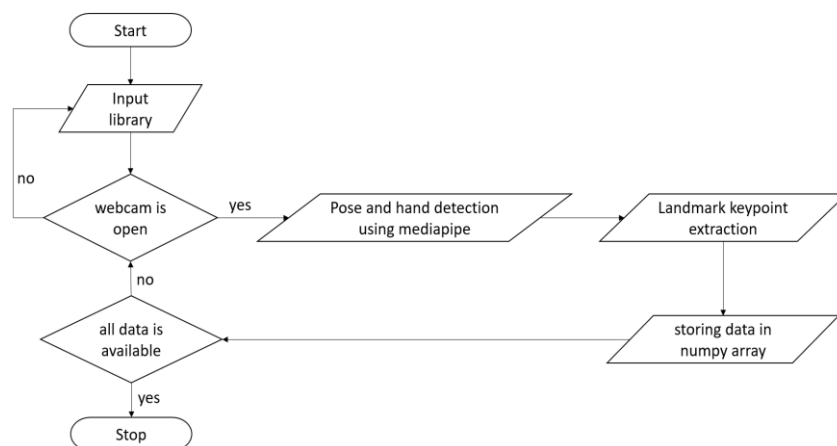 Start
Input
library
no
webcam is
open
yes
Pose and hand detection
using mediapipe
Landmark keypoint
extraction
no
all data is
available
storing data in
numpy array
yes
Stop